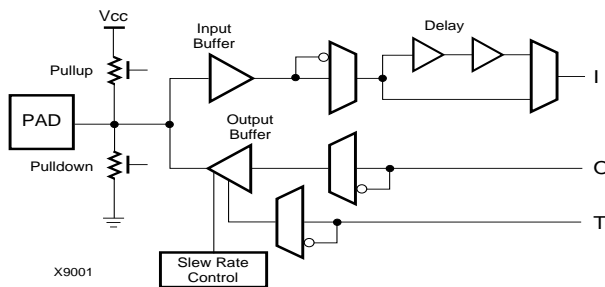 Vcc
Input
Buffer
Delay
Pullup
I
PAD
Output
Buffer
Pulldown
O
T
Slew Rate
Control
X9001